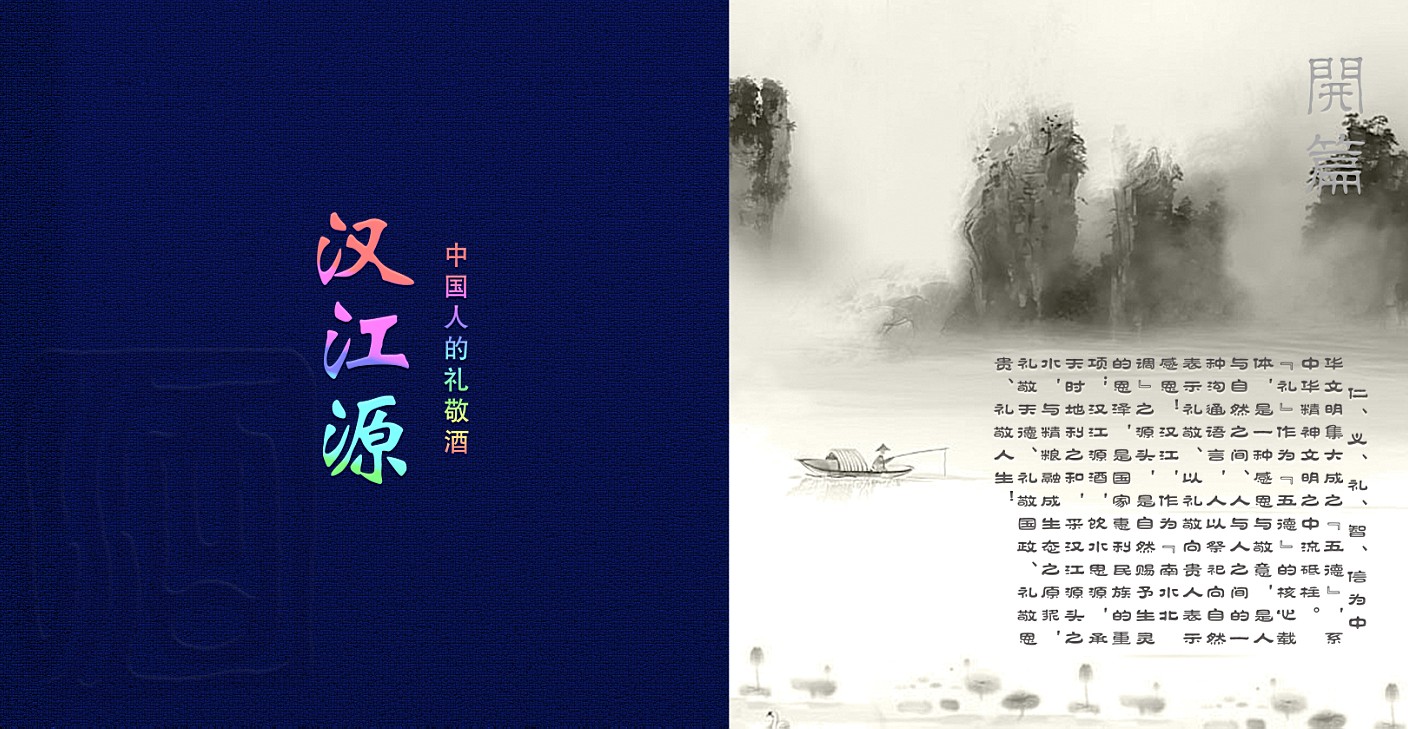 汉江源
中国人的礼敬酒
開篇
仁、义、礼、智、信为中
华文明集大成之『五德』，系
中华精神文明之中流砥柱。
『礼』作为『五德』的核心载
体，是一种感恩与敬意，是人
与自然之间、人与人之间的一
种沟通语言，人以祭祀向自然
表示礼敬、以礼敬向贵人表示
感恩！汉江，作为『南水北
调』之源头，是自然赐予生灵
的恩泽，是国家惠利民族的重
项；汉江源酒，饮水思源，承
天时地利之和，采汉江源头之
水，与精粮融成生态之原泥，
礼敬天德、礼敬国政、礼敬恩
贵、礼敬人生！